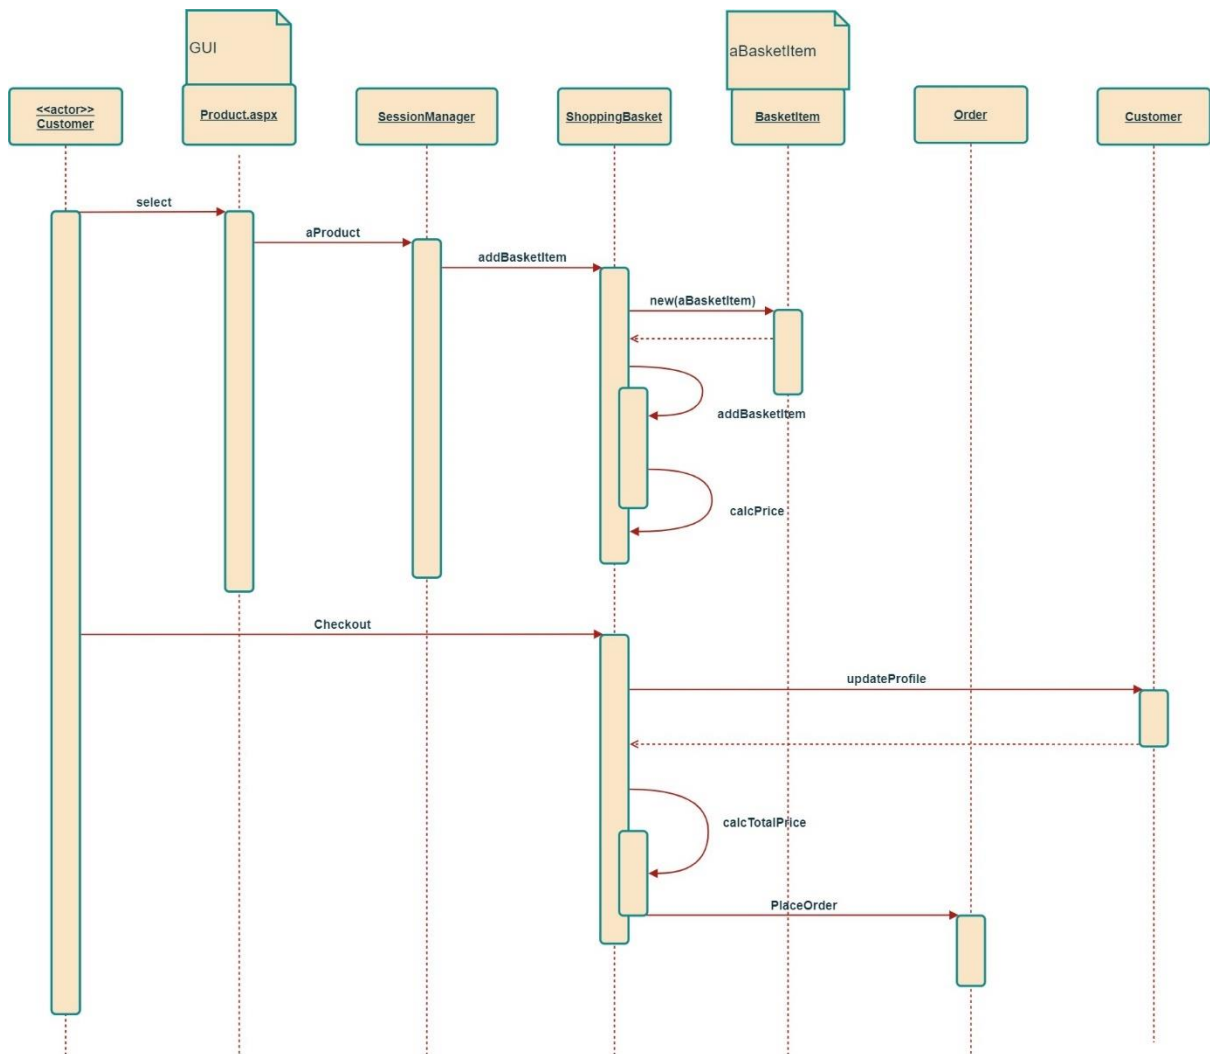 GUI
aBasketItem
<<actor>>
Customer
Product.aspx
SessionManager
ShoppingBasket
BasketItem
Order
Customer
select
aProduct
addBasketItem
new(aBasketItem)
addBasketItem
calcPrice
Checkout
updateProfile
calcTotalPrice
PlaceOrder